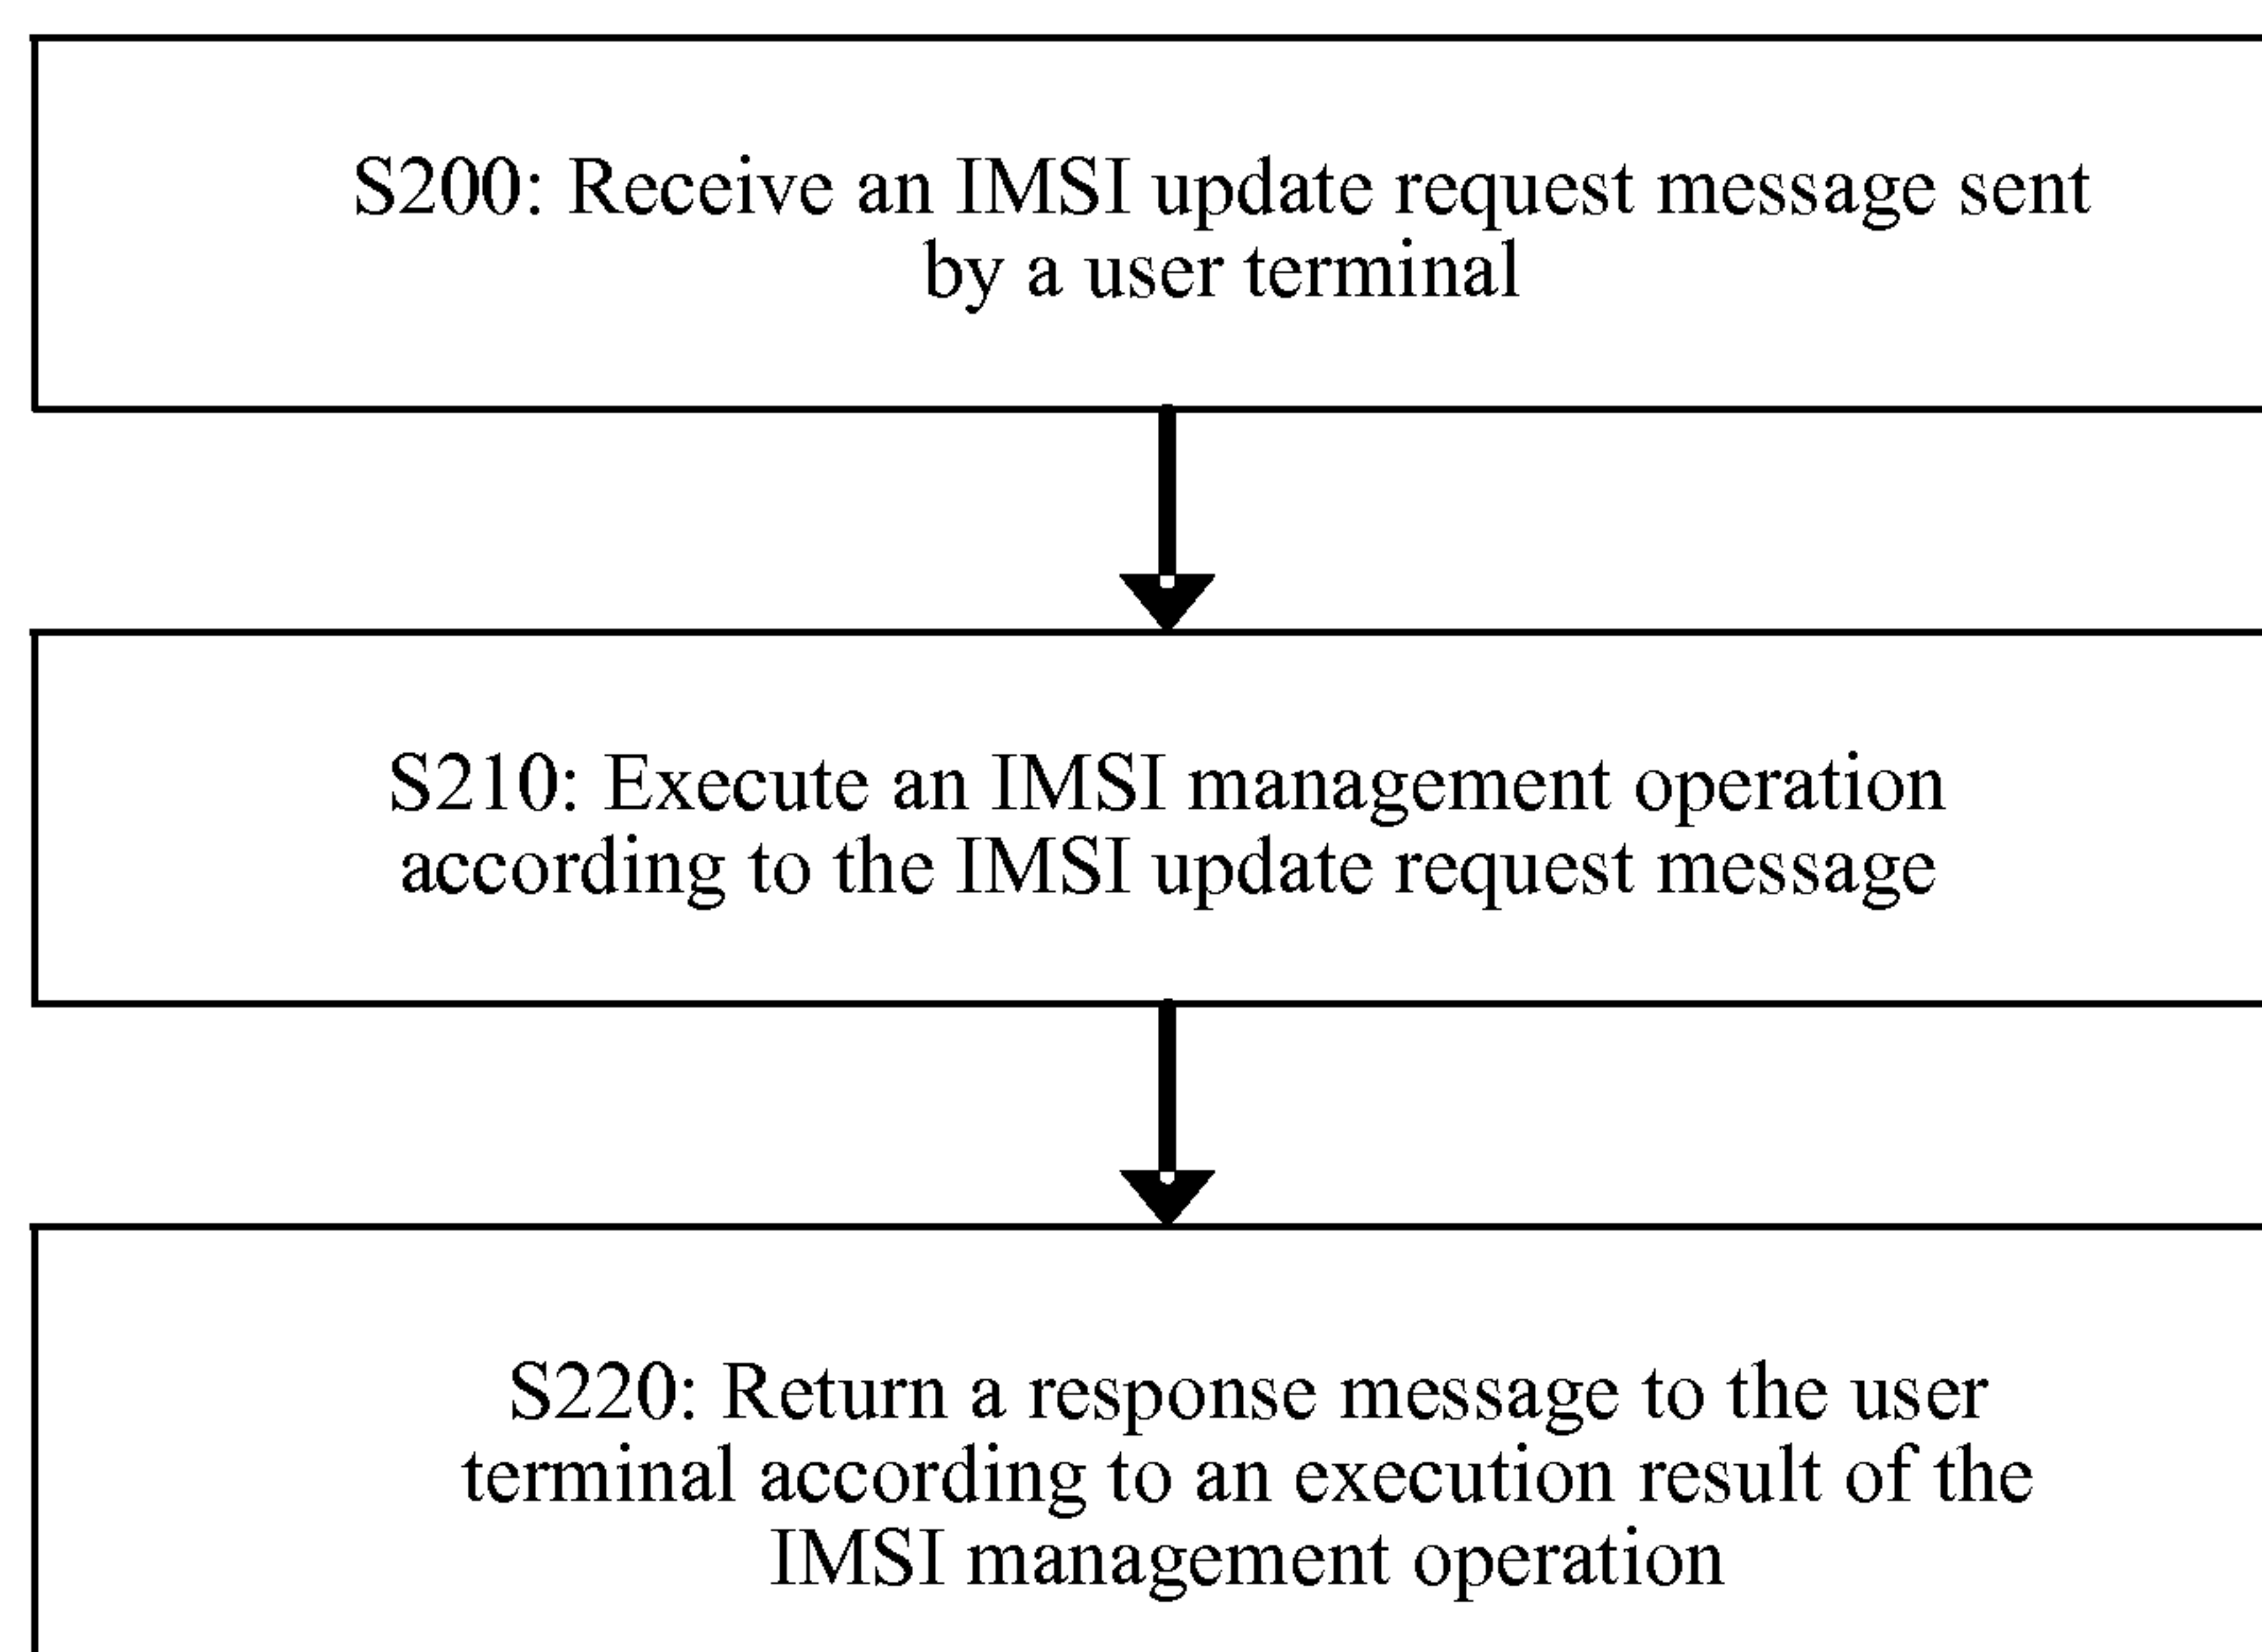 S200: Receive an IMSI update request message sent
by a user terminal
S210: Execute an IMSI management operation
according to the IMSI update request message
S220: Return a response message to the user
terminal according to an execution result of the
IMSI management operation